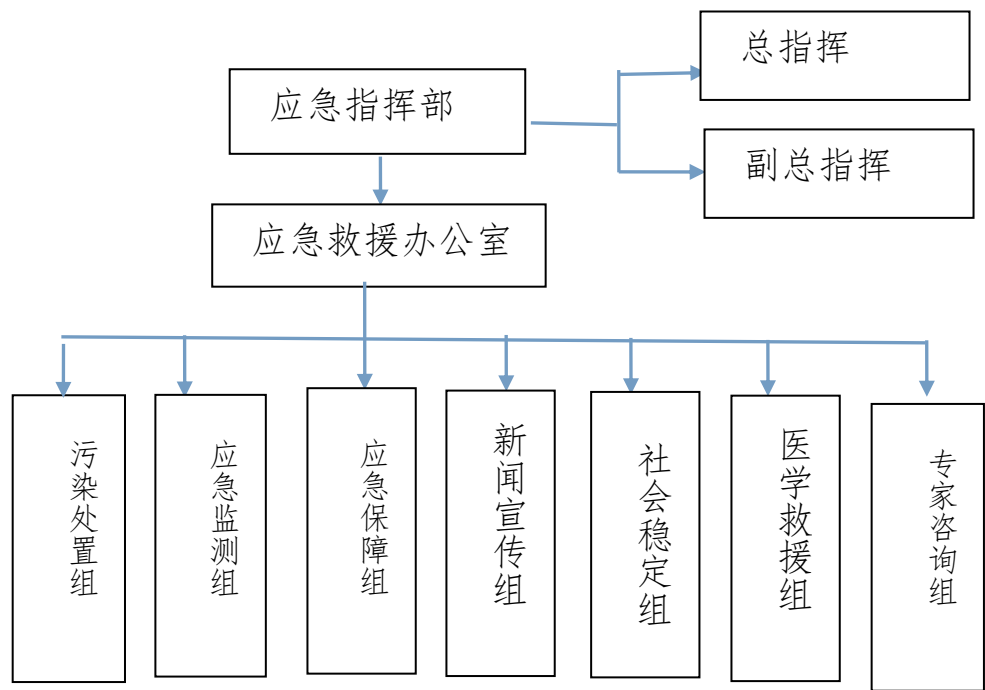 总指挥
应急指挥部
副总指挥
应急救援办公室
污染处置组
应急监测组
应急保障组
新闻宣传组
社会稳定组
医学救援组
专家咨询组